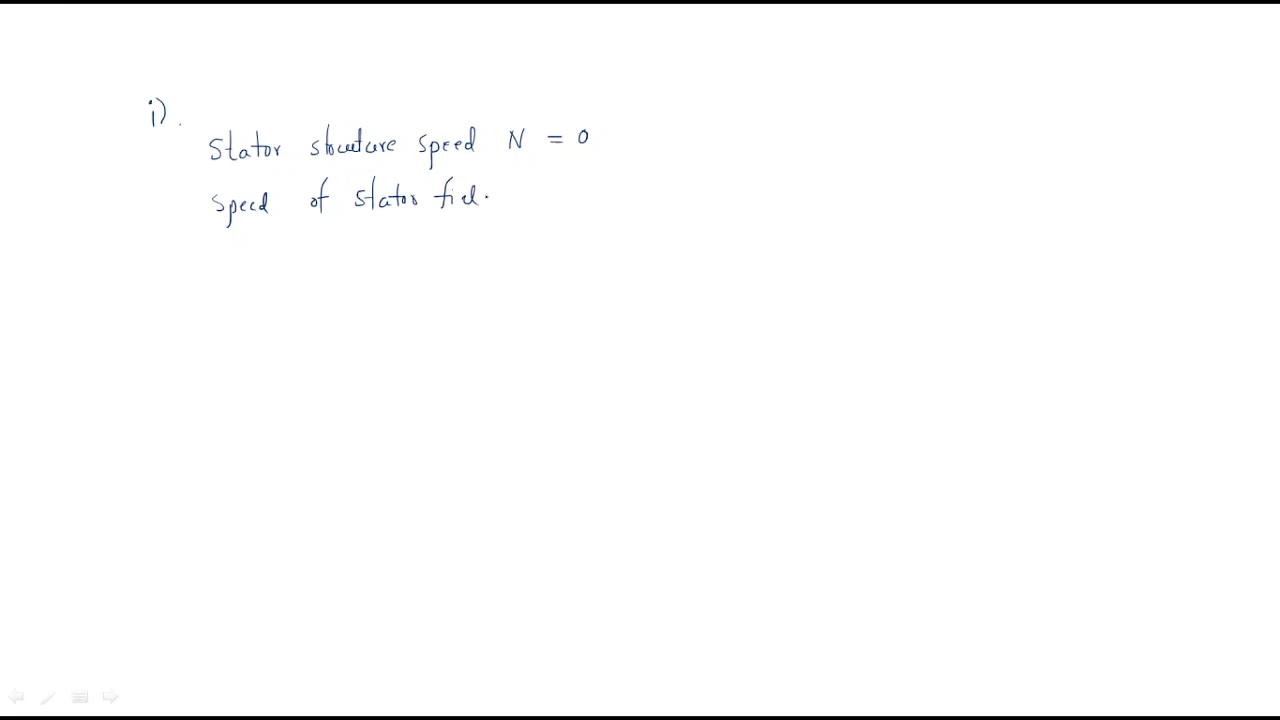 i).
Stator structure speed N = 0
speed of stator fiel.